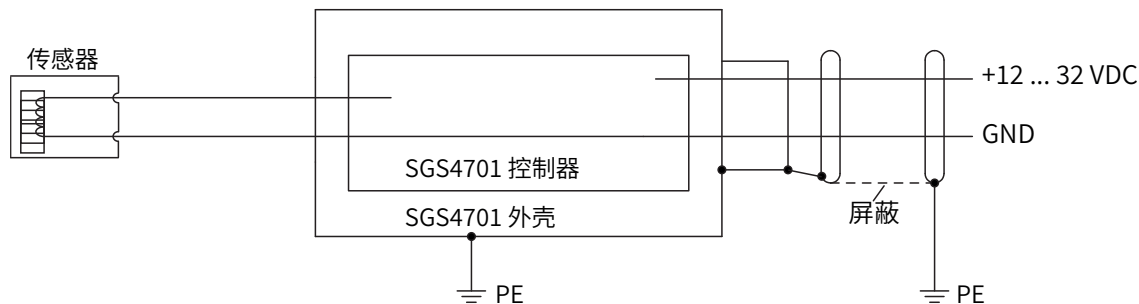 传感器
+12 ... 32 VDC
GND
SGS4701 控制器
SGS4701 外壳
屏蔽
PE
PE